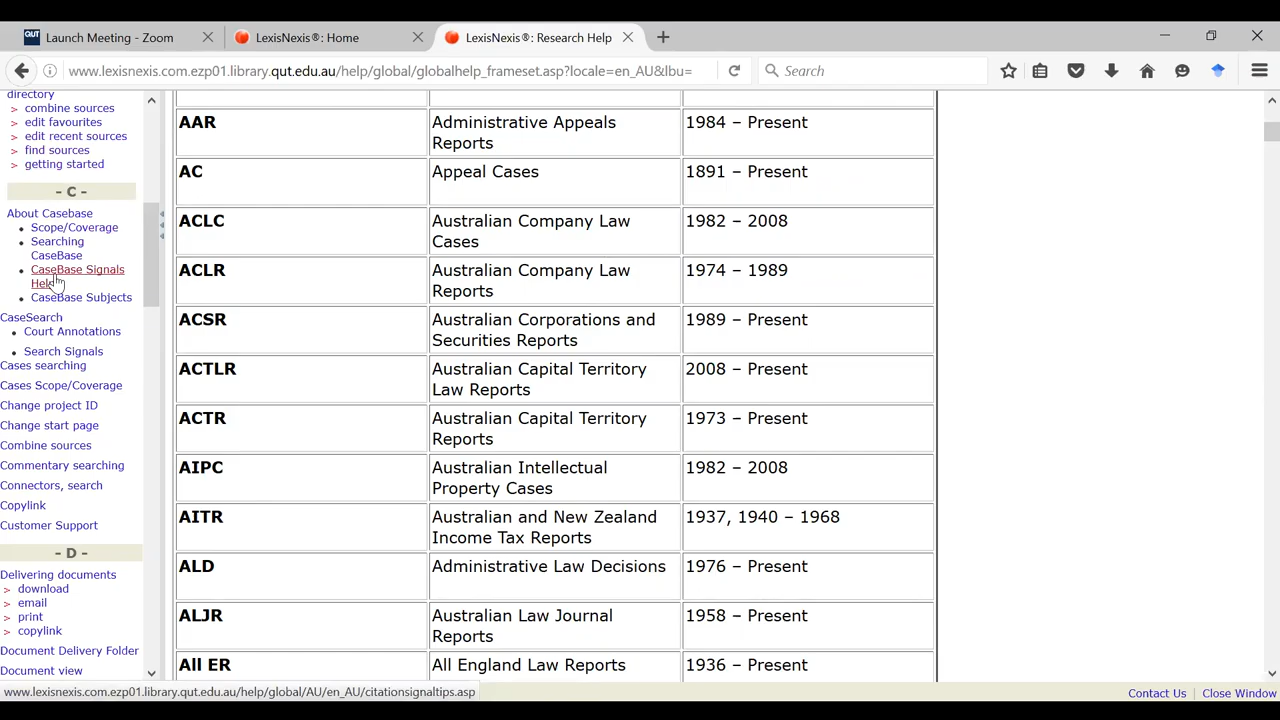 QUT Launch Meeting - Zoom
LexisNexis®: Home
LexisNexis®: Research Help
www.lexisnexis.com.ezp01.library.qut.edu.au/help/global/globalhelp_frameset.asp?locale=en_AU&lbu=
Search
directory
> combine sources
> edit favourites
> edit recent sources
> find sources
> getting started
- C -
About Casebase
• Scope/Coverage
• Searching
CaseBase
• CaseBase Signals
Help
• CaseBase Subjects
CaseSearch
• Court Annotations
• Search Signals
Cases searching
Cases Scope/Coverage
Change project ID
Change start page
Combine sources
Commentary searching
Connectors, search
Copylink
Customer Support
- D -
Delivering documents
> download
> email
> print
> copylink
Document Delivery Folder
Document view
AAR Administrative Appeals 1984 – Present
Reports
AC Appeal Cases 1891 – Present
ACLC Australian Company Law 1982 – 2008
Cases
ACLR Australian Company Law 1974 – 1989
Reports
ACSR Australian Corporations and 1989 – Present
Securities Reports
ACTLR Australian Capital Territory 2008 – Present
Law Reports
ACTR Australian Capital Territory 1973 – Present
Reports
AIPC Australian Intellectual 1982 – 2008
Property Cases
AITR Australian and New Zealand 1937, 1940 – 1968
Income Tax Reports
ALD Administrative Law Decisions 1976 – Present
ALJR Australian Law Journal 1958 – Present
Reports
All ER All England Law Reports 1936 – Present
www.lexisnexis.com.ezp01.library.qut.edu.au/help/global/AU/en_AU/citationsignaltips.asp
Contact Us | Close Window